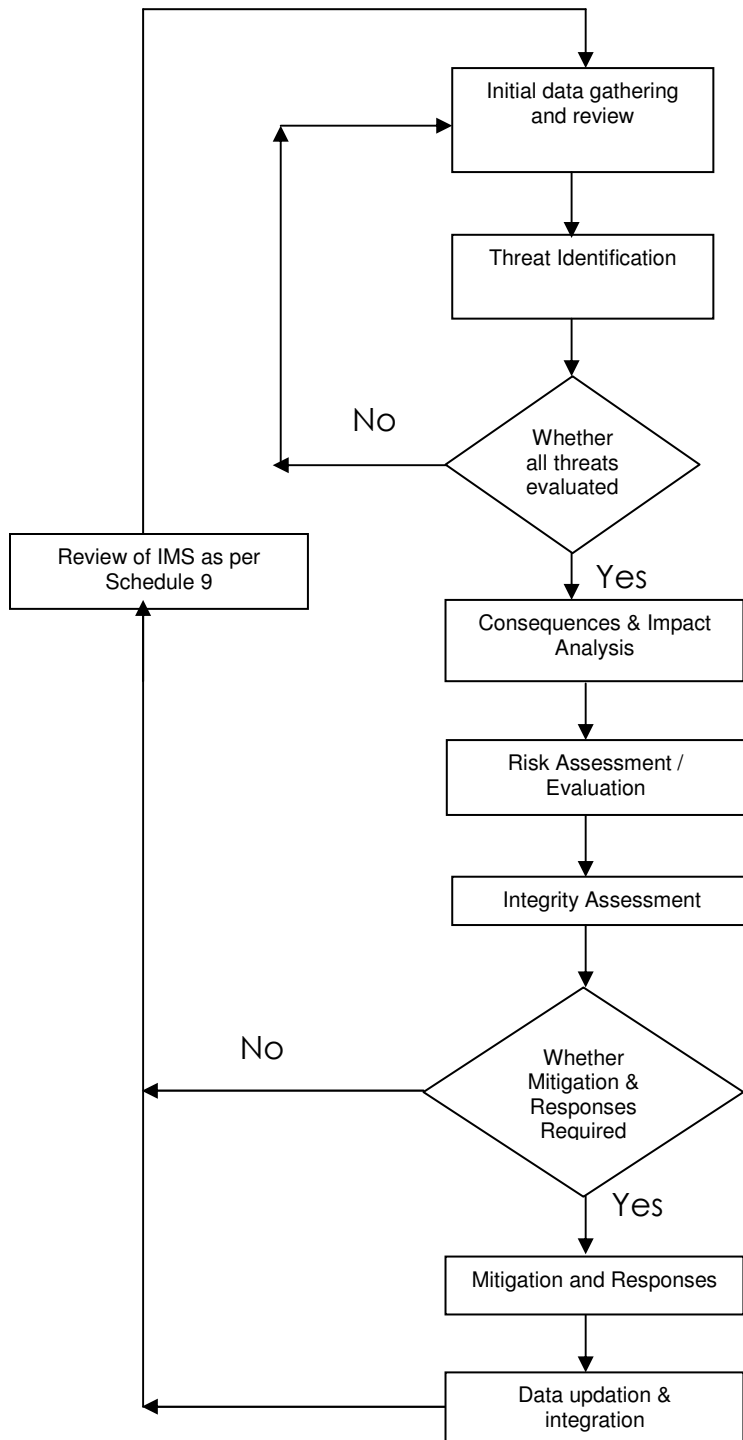 Initial data gathering
and review
Threat Identification
No
Whether
all threats
evaluated
Review of IMS as per
Schedule 9
Yes
Consequences & Impact
Analysis
Risk Assessment /
Evaluation
Integrity Assessment
No
Whether
Mitigation &
Responses
Required
Yes
Mitigation and Responses
Data updation &
integration